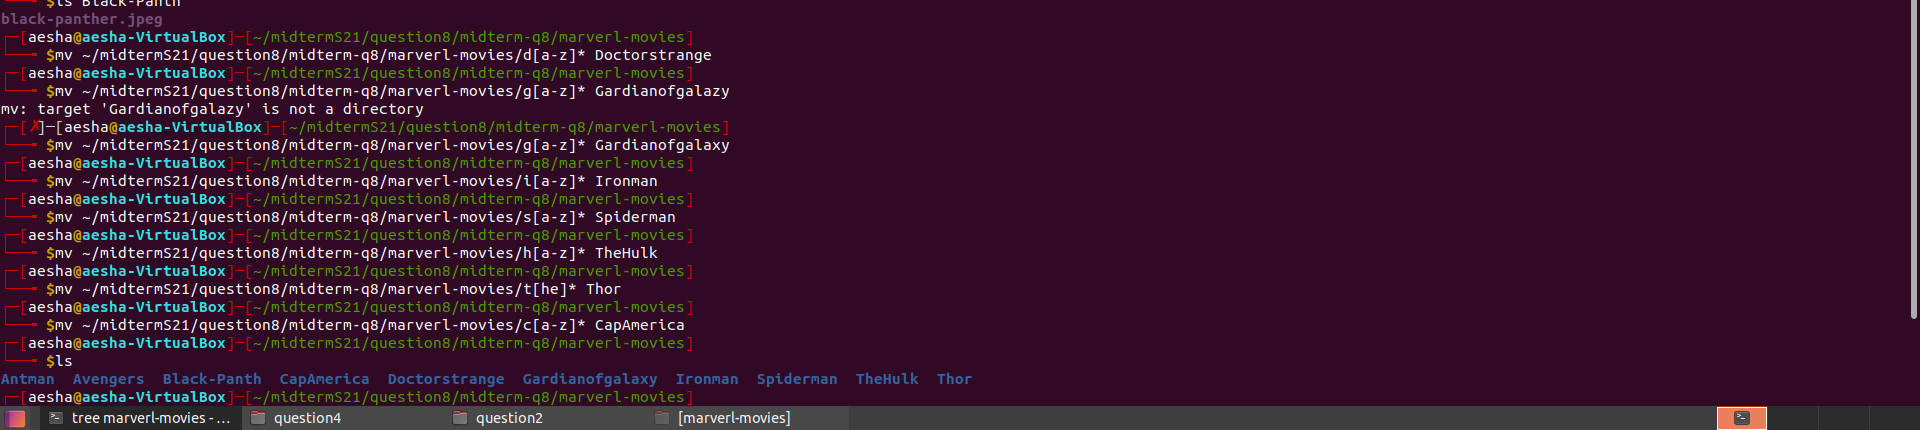 $ls Black-Panth
black-panther.jpeg
[aesha@aesha-VirtualBox]─[~/midtermS21/question8/midterm-q8/marverl-movies]
$mv ~/midtermS21/question8/midterm-q8/marverl-movies/d[a-z]* Doctorstrange
[aesha@aesha-VirtualBox]─[~/midtermS21/question8/midterm-q8/marverl-movies]
$mv ~/midtermS21/question8/midterm-q8/marverl-movies/g[a-z]* Gardianofgalazy
mv: target 'Gardianofgalazy' is not a directory
[✗]─[aesha@aesha-VirtualBox]─[~/midtermS21/question8/midterm-q8/marverl-movies]
$mv ~/midtermS21/question8/midterm-q8/marverl-movies/g[a-z]* Gardianofgalaxy
[aesha@aesha-VirtualBox]─[~/midtermS21/question8/midterm-q8/marverl-movies]
$mv ~/midtermS21/question8/midterm-q8/marverl-movies/i[a-z]* Ironman
[aesha@aesha-VirtualBox]─[~/midtermS21/question8/midterm-q8/marverl-movies]
$mv ~/midtermS21/question8/midterm-q8/marverl-movies/s[a-z]* Spiderman
[aesha@aesha-VirtualBox]─[~/midtermS21/question8/midterm-q8/marverl-movies]
$mv ~/midtermS21/question8/midterm-q8/marverl-movies/h[a-z]* TheHulk
[aesha@aesha-VirtualBox]─[~/midtermS21/question8/midterm-q8/marverl-movies]
$mv ~/midtermS21/question8/midterm-q8/marverl-movies/t[he]* Thor
[aesha@aesha-VirtualBox]─[~/midtermS21/question8/midterm-q8/marverl-movies]
$mv ~/midtermS21/question8/midterm-q8/marverl-movies/c[a-z]* CapAmerica
[aesha@aesha-VirtualBox]─[~/midtermS21/question8/midterm-q8/marverl-movies]
$ls
Antman Avengers Black-Panth CapAmerica Doctorstrange Gardianofgalaxy Ironman Spiderman TheHulk Thor
[aesha@aesha-VirtualBox]─[~/midtermS21/question8/midterm-q8/marverl-movies]
tree marverl-movies - ... question4 question2 [marverl-movies]